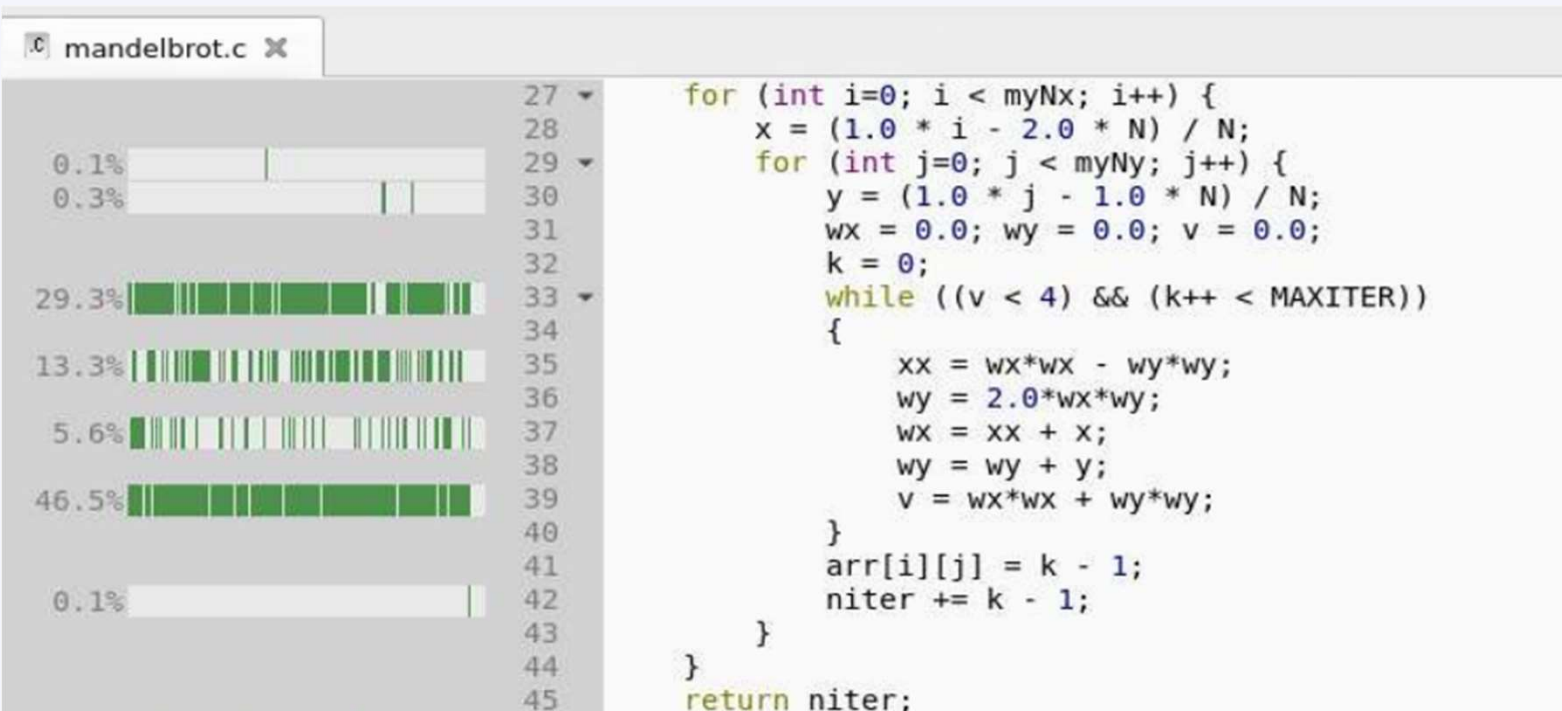 .C mandelbrot.c
27 for (int i=0; i < myNx; i++) {
28 x = (1.0 * i - 2.0 * N) / N;
0.1% 29 for (int j=0; j < myNy; j++) {
0.3% 30 y = (1.0 * j - 1.0 * N) / N;
31 wx = 0.0; wy = 0.0; v = 0.0;
32 k = 0;
29.3% 33 while ((v < 4) && (k++ < MAXITER))
34 {
13.3% 35 xx = wx*wx - wy*wy;
36 wy = 2.0*wx*wy;
5.6% 37 wx = xx + x;
38 wy = wy + y;
46.5% 39 v = wx*wx + wy*wy;
40 }
41 arr[i][j] = k - 1;
0.1% 42 niter += k - 1;
43 }
44 }
45 return niter;